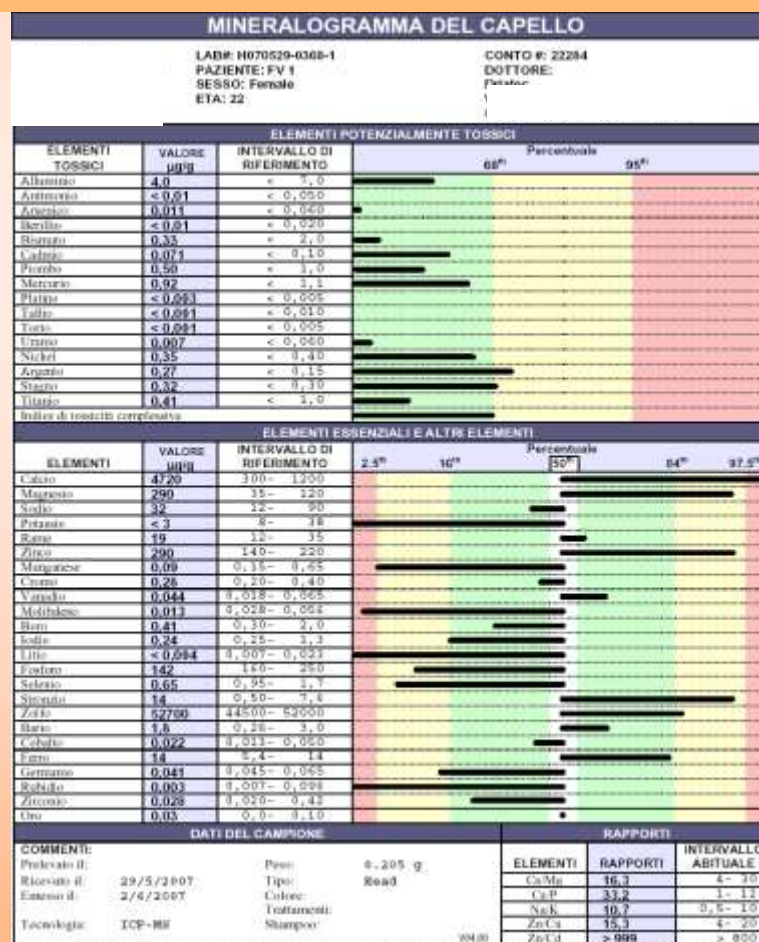 MINERALOGRAMMA DEL CAPELLO
LAB#: H070529-0368-1
PAZIENTE: FV 1
SESSO: Female
ETA: 22
CONTO #: 22284
DOTTORE:
ELEMENTI POTENZIALMENTE TOSSICI
ELEMENTI TOSSICI VALORE µg/g INTERVALLO DI RIFERIMENTO Percentuale 68th 95th
Alluminio 4,0 < 7,0
Antimonio < 0,01 < 0,050
Arsenico 0,011 < 0,060
Berillio < 0,01 < 0,020
Bismuto 0,33 < 2,0
Cadmio 0,071 < 0,10
Piombo 0,50 < 1,0
Mercurio 0,92 < 1,1
Platino < 0,003 < 0,005
Tallio < 0,001 < 0,010
Torio < 0,001 < 0,005
Uranio 0,007 < 0,060
Nichel 0,35 < 0,40
Argento 0,27 < 0,15
Stagno 0,32 < 0,30
Titanio 0,41 < 1,0
Indice di tossicità complessiva
ELEMENTI ESSENZIALI E ALTRI ELEMENTI
ELEMENTI VALORE µg/g INTERVALLO DI RIFERIMENTO Percentuale 2.5th 16th 50th 84th 97.5th
Calcio 4720 300- 1200
Magnesio 290 35- 120
Sodio 32 12- 90
Potassio < 3 8- 38
Rame 19 12- 35
Zinco 290 140- 220
Manganese 0,09 0,15- 0,65
Cromo 0,28 0,20- 0,40
Vanadio 0,044 0,018- 0,065
Molibdeno 0,013 0,028- 0,056
Boro 0,41 0,30- 2,0
Iodio 0,24 0,25- 1,3
Litio < 0,004 0,007- 0,023
Fosforo 142 160- 250
Selenio 0,65 0,95- 1,7
Stronzio 14 0,50- 7,6
Zolfo 52700 44500- 52000
Bario 1,8 0,26- 3,0
Cobalto 0,022 0,013- 0,050
Ferro 14 5,4- 14
Germanio 0,041 0,045- 0,065
Rubidio 0,003 0,007- 0,096
Zirconio 0,028 0,020- 0,42
Oro 0,03 0,0- 0,10
DATI DEL CAMPIONE
COMMENTI:
Prelevato il: Peso: 0.205 g
Ricevuto il: 29/5/2007 Tipo: Head
Emesso il: 2/6/2007 Colore:
Trattamenti:
Tecnologia: ICP-MS Shampoo:
V04.00
RAPPORTI
ELEMENTI RAPPORTI INTERVALLO ABITUALE
Ca/Mg 16,3 4- 30
Ca/P 33,2 1- 12
Na/K 10,7 0,5- 10
Zn/Cu 15,3 4- 20
Zn/Cd > 999 > 800